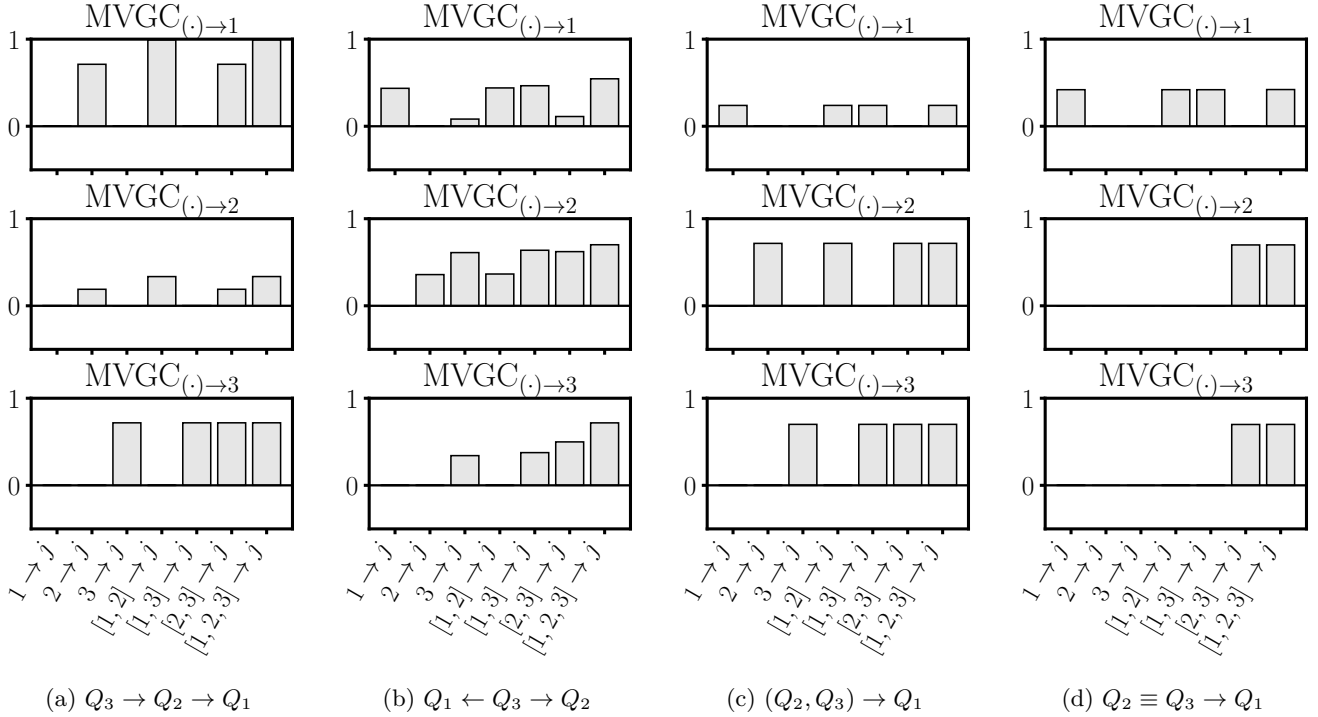 MVGC(·)→1 MVGC(·)→1 MVGC(·)→1 MVGC(·)→1
1 1 1 1
0 0 0 0
MVGC(·)→2 MVGC(·)→2 MVGC(·)→2 MVGC(·)→2
1 1 1 1
0 0 0 0
MVGC(·)→3 MVGC(·)→3 MVGC(·)→3 MVGC(·)→3
1 1 1 1
0 0 0 0
1 → j
2 → j
3 → j
[1, 2] → j
[1, 3] → j
[2, 3] → j
[1, 2, 3] → j
1 → j
2 → j
3 → j
[1, 2] → j
[1, 3] → j
[2, 3] → j
[1, 2, 3] → j
1 → j
2 → j
3 → j
[1, 2] → j
[1, 3] → j
[2, 3] → j
[1, 2, 3] → j
1 → j
2 → j
3 → j
[1, 2] → j
[1, 3] → j
[2, 3] → j
[1, 2, 3] → j
(a) Q3 → Q2 → Q1 (b) Q1 ← Q3 → Q2 (c) (Q2, Q3) → Q1 (d) Q2 ≡ Q3 → Q1